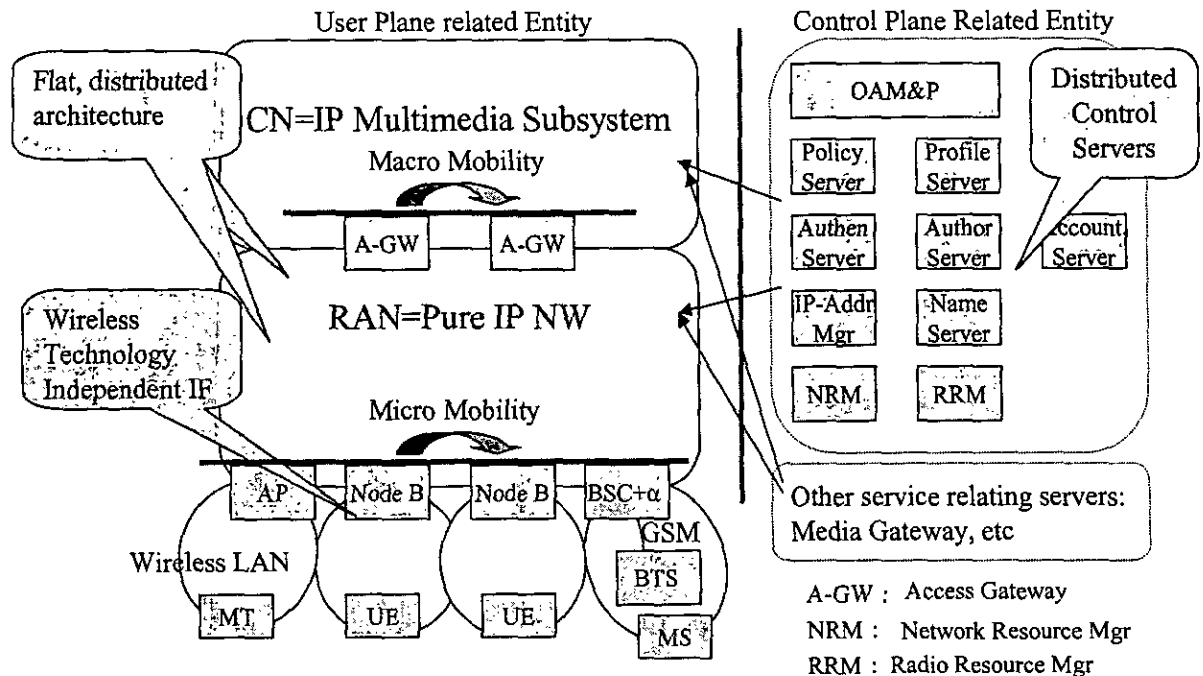 User Plane related Entity
Control Plane Related Entity
Flat, distributed
architecture
CN=IP Multimedia Subsystem
Macro Mobility
A-GW
A-GW
OAM&P
Distributed
Control
Servers
Policy
Server
Profile
Server
Authen
Server
Author
Server
ccount
Server
IP-Addr
Mgr
Name
Server
NRM
RRM
Wireless
Technology
Independent IF
RAN=Pure IP NW
Micro Mobility
AP
Node B
Node B
BSC+α
Wireless LAN
GSM
BTS
MT
UE
UE
MS
Other service relating servers:
Media Gateway, etc
A-GW : Access Gateway
NRM : Network Resource Mgr
RRM : Radio Resource Mgr